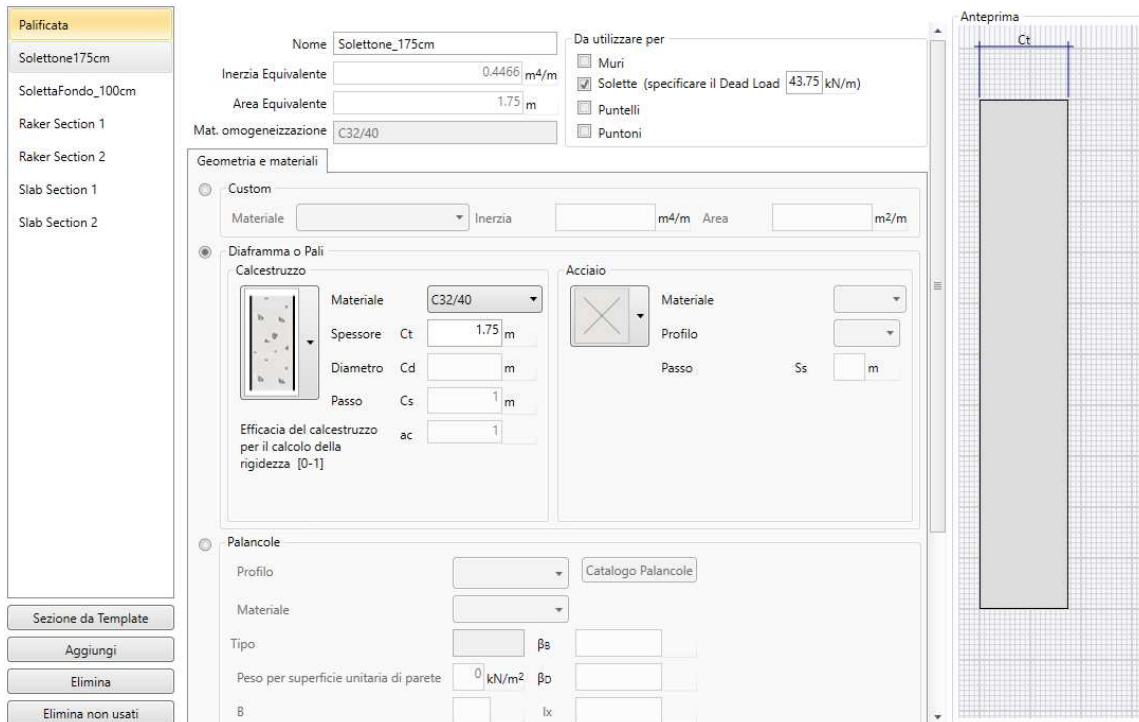 Palificata
Solettone175cm
SolettaFondo_100cm
Raker Section 1
Raker Section 2
Slab Section 1
Slab Section 2
Sezione da Template
Aggiungi
Elimina
Elimina non usati
Nome Solettone_175cm
Inerzia Equivalente 0.4466 m4/m
Area Equivalente 1.75 m
Mat. omogeneizzazione C32/40
Da utilizzare per
Muri
Solette (specificare il Dead Load 43.75 kN/m)
Puntelli
Puntoni
Geometria e materiali
Custom
Materiale Inerzia m4/m Area m2/m
Diaframma o Pali
Calcestruzzo
Materiale C32/40
Spessore Ct 1.75 m
Diametro Cd m
Passo Cs 1 m
Efficacia del calcestruzzo
per il calcolo della
rigidezza [0-1]
ac 1
Acciaio
Materiale
Profilo
Passo Ss m
Palancole
Profilo Catalogo Palancole
Materiale
Tipo βB
Peso per superficie unitaria di parete 0 kN/m2 βD
B Ix
Anteprima
Ct